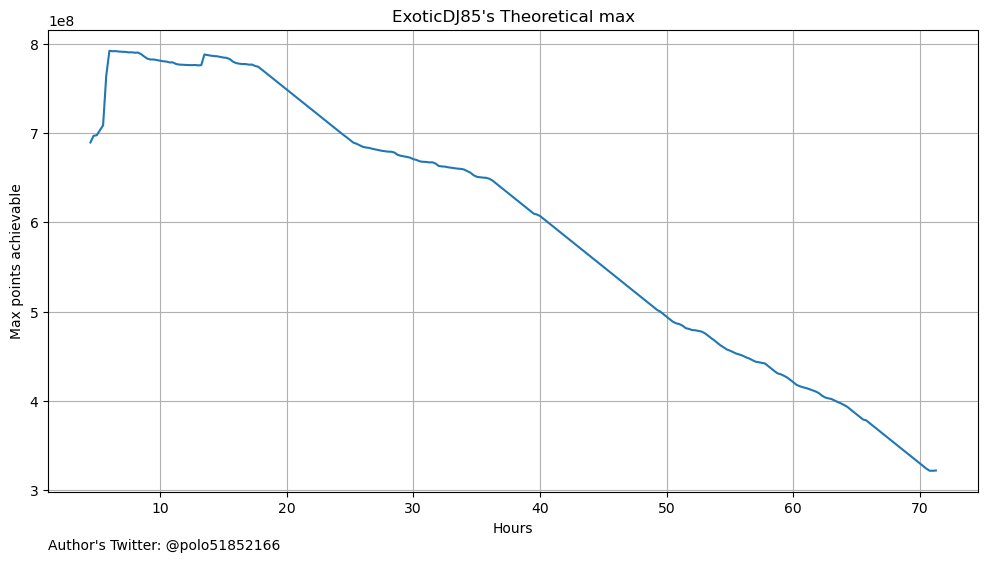 ExoticDJ85's Theoretical max
1e8
8
7
6
5
4
3
Max points achievable
10 20 30 40 50 60 70
Hours
Author's Twitter: @polo51852166